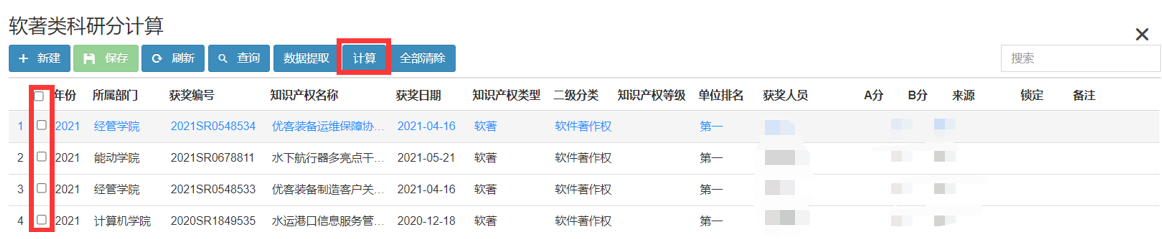 软著类科研分计算
新建 保存 刷新 查询 数据提取 计算 全部清除 搜索
年份 所属部门 获奖编号 知识产权名称 获奖日期 知识产权类型 二级分类 知识产权等级 单位排名 获奖人员 A分 B分 来源 锁定 备注
1 2021 经管学院 2021SR0548534 优客装备运维保障协... 2021-04-16 软著 软件著作权 第一
2 2021 能动学院 2021SR0678811 水下航行器多亮点干... 2021-05-21 软著 软件著作权 第一
3 2021 经管学院 2021SR0548533 优客装备制造客户关... 2021-04-16 软著 软件著作权 第一
4 2021 计算机学院 2020SR1849535 水运港口信息服务管... 2020-12-18 软著 软件著作权 第一